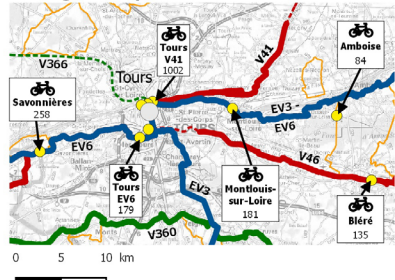 Tours
V41
1002
Amboise
84
V366
Tours
V41
Savonnières
258
EV3 -
EV6
EV6
V46
Tours
EV6
179
EV3
Montlouis-
sur-Loire
181
Bléré
135
V360
0 5 10 km